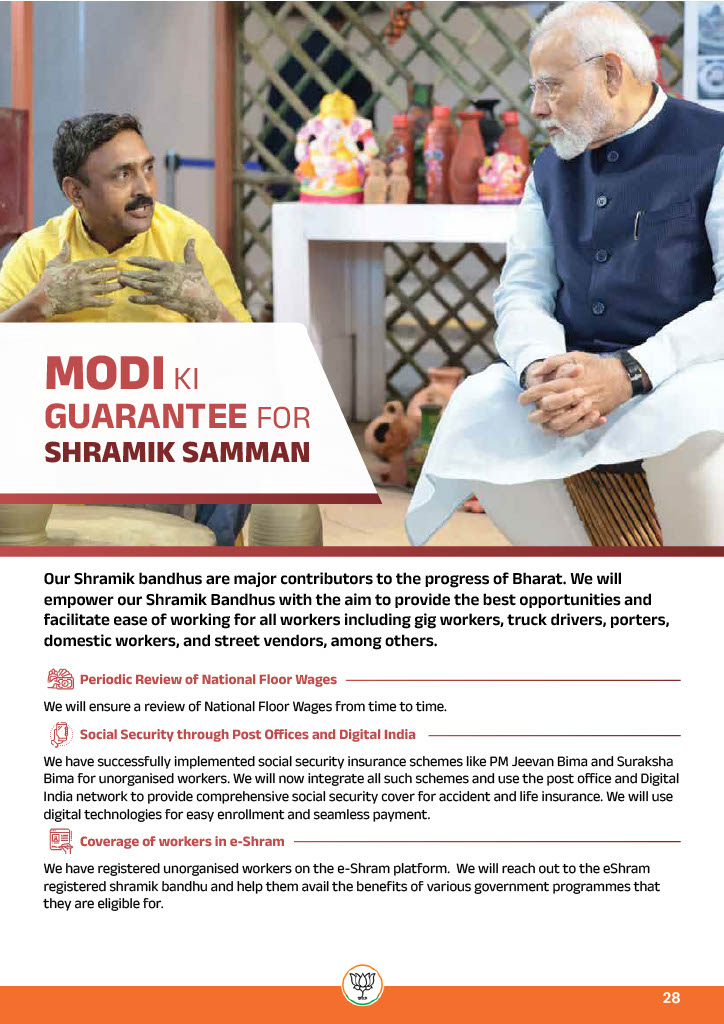 MODI KI
GUARANTEE FOR
SHRAMIK SAMMAN
Our Shramik bandhus are major contributors to the progress of Bharat. We will
empower our Shramik Bandhus with the aim to provide the best opportunities and
facilitate ease of working for all workers including gig workers, truck drivers, porters,
domestic workers, and street vendors, among others.
Periodic Review of National Floor Wages
We will ensure a review of National Floor Wages from time to time.
Social Security through Post Offices and Digital India
We have successfully implemented social security insurance schemes like PM Jeevan Bima and Suraksha
Bima for unorganised workers. We will now integrate all such schemes and use the post office and Digital
India network to provide comprehensive social security cover for accident and life insurance. We will use
digital technologies for easy enrollment and seamless payment.
Coverage of workers in e-Shram
We have registered unorganised workers on the e-Shram platform.  We will reach out to the eShram
registered shramik bandhu and help them avail the benefits of various government programmes that
they are eligible for.
28